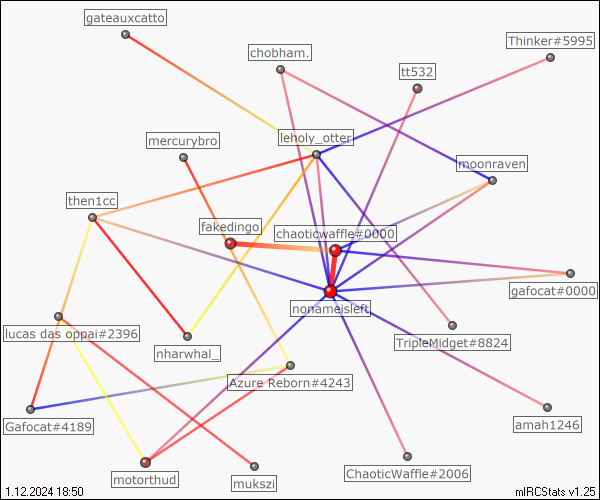 gateauxcatto
Thinker#5995
chobham.
tt532
mercurybro
leholy_otter
moonraven
then1cc
fakedingo
chaoticwaffle#0000
gafocat#0000
nonameisleft
lucas das oppai#2396
TripleMidget#8824
nharwhal_
Azure Reborn#4243
Gafocat#4189
amah1246
motorthud
mukszi
ChaoticWaffle#2006
1.12.2024 18:50
mIRCStats v1.25